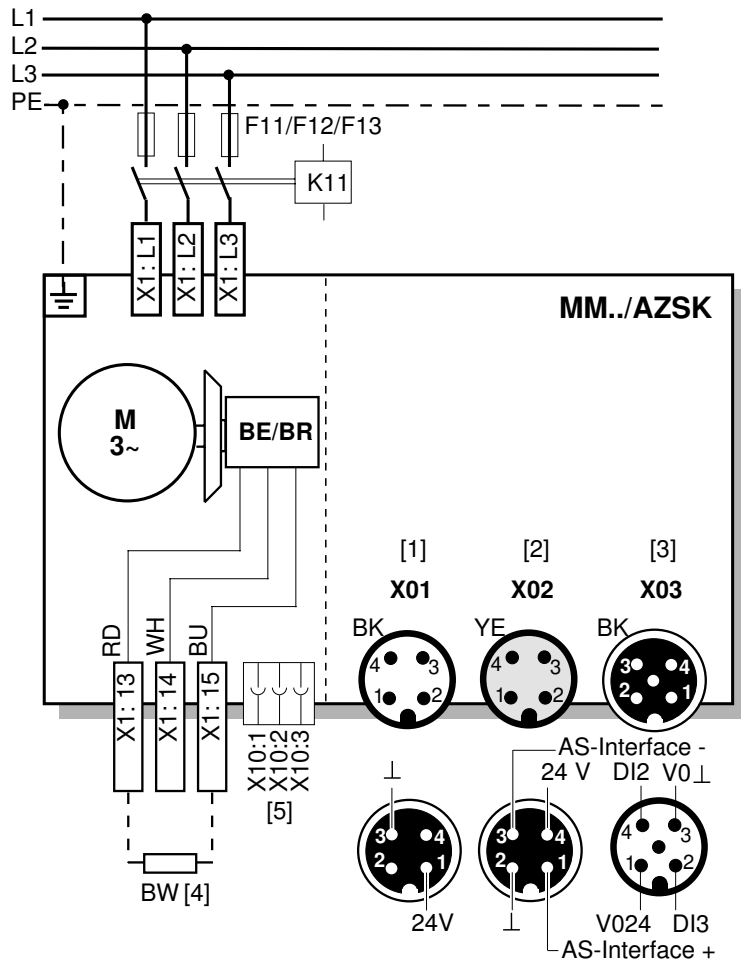 L1
L2
L3
PE
F11/F12/F13
K11
X1: L1
X1: L2
X1: L3
MM../AZSK
M
3~
BE/BR
[1]
[2]
[3]
X01
X02
X03
RD
WH
BU
BK
YE
BK
4 3
4 3
3 4
1 2
1 2
2 1
X1: 13
X1: 14
X1: 15
X10:1
X10:2
X10:3
[5]
AS-Interface -
⊥
24 V
DI2
V0⊥
3 4
3 4
4 3
2 1
2 1
1 2
BW [4]
24V
⊥
V024
DI3
AS-Interface +